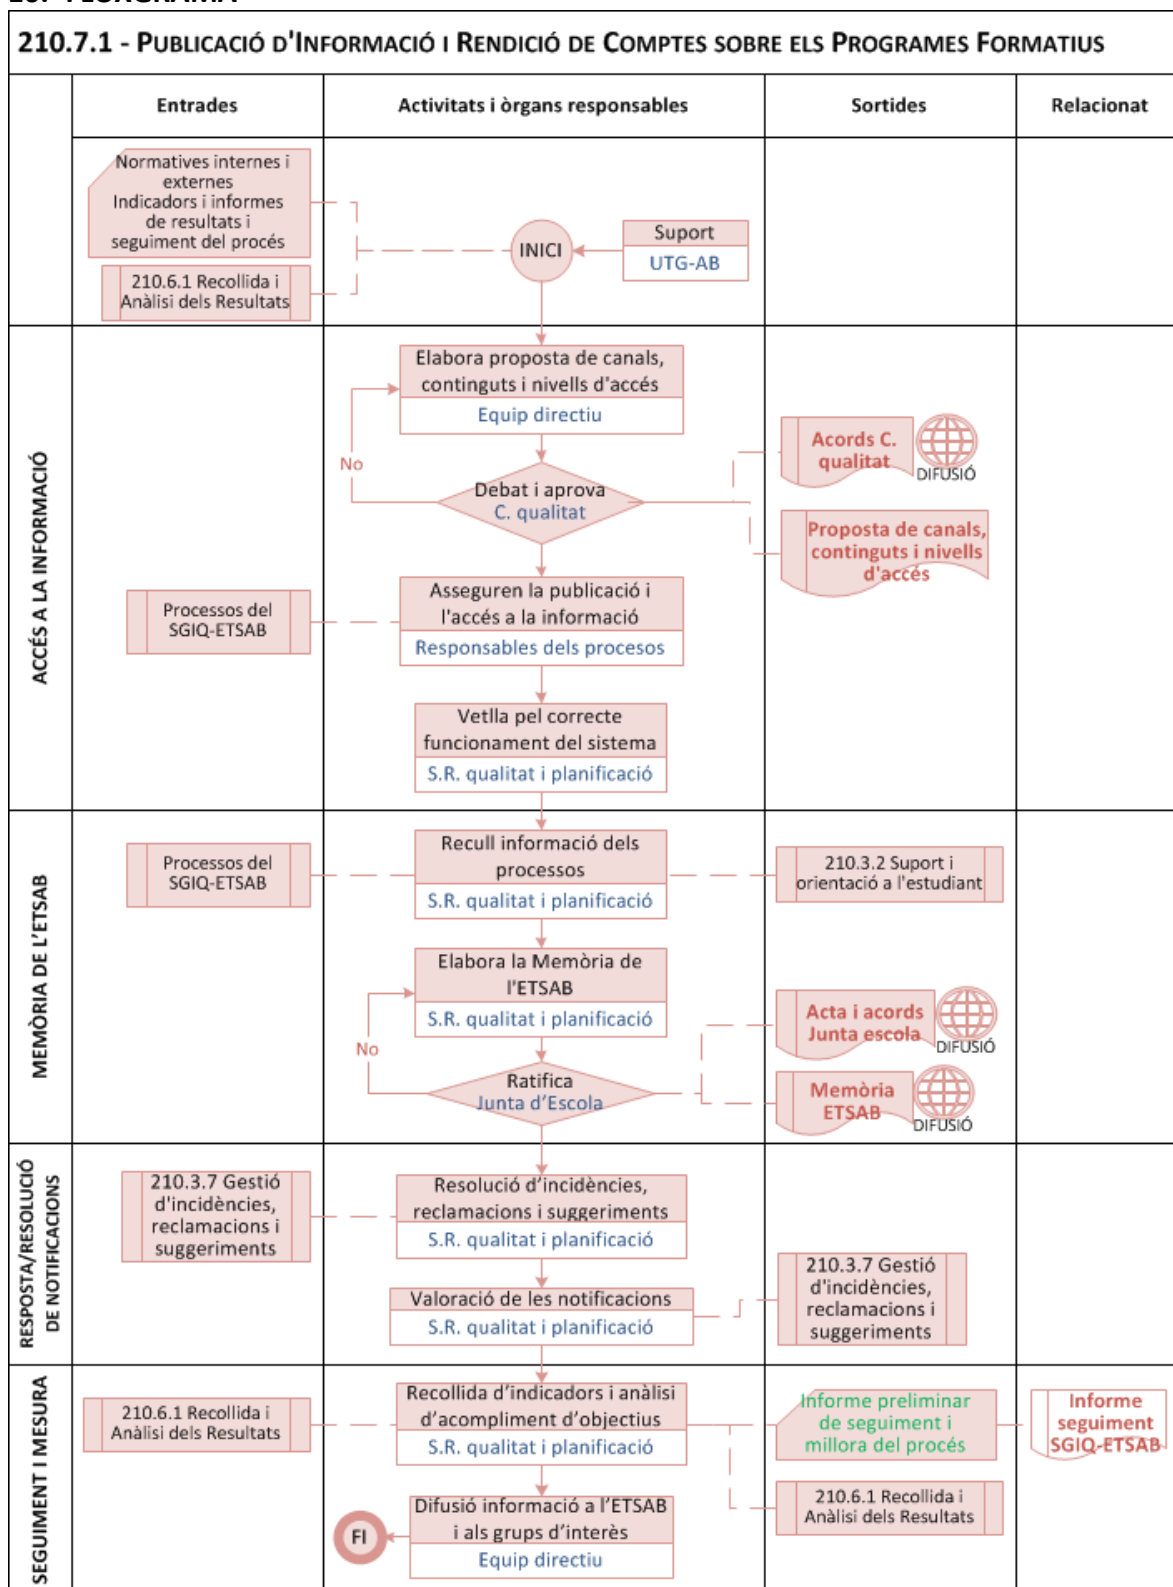 210.7.1 - PUBLICACIÓ D'INFORMACIÓ I RENDICIÓ DE COMPTES SOBRE ELS PROGRAMES FORMATIUS
Entrades
Activitats i òrgans responsables
Sortides
Relacionat
Normatives internes i
externes
Indicadors i informes
de resultats i
seguiment del procés
210.6.1 Recollida i
Anàlisi dels Resultats
INICI
Suport
UTG-AB
ACCÉS A LA INFORMACIÓ
Elabora proposta de canals,
continguts i nivells d'accés
Equip directiu
No
Debat i aprova
C. qualitat
Acords C.
qualitat
DIFUSIÓ
Proposta de canals,
continguts i nivells
d'accés
Processos del
SGIQ-ETSAB
Asseguren la publicació i
l'accés a la informació
Responsables dels procesos
Vetlla pel correcte
funcionament del sistema
S.R. qualitat i planificació
MEMÒRIA DE L'ETSAB
Processos del
SGIQ-ETSAB
Recull informació dels
processos
S.R. qualitat i planificació
210.3.2 Suport i
orientació a l'estudiant
Elabora la Memòria de
l'ETSAB
S.R. qualitat i planificació
No
Ratifica
Junta d'Escola
Acta i acords
Junta escola
DIFUSIÓ
Memòria
ETSAB
DIFUSIÓ
RESPOSTA/RESOLUCIÓ
DE NOTIFICACIONS
210.3.7 Gestió
d'incidències,
reclamacions i
suggeriments
Resolució d'incidències,
reclamacions i suggeriments
S.R. qualitat i planificació
Valoració de les notificacions
S.R. qualitat i planificació
210.3.7 Gestió
d'incidències,
reclamacions i
suggeriments
SEGUIMENT I MESURA
210.6.1 Recollida i
Anàlisi dels Resultats
Recollida d'indicadors i anàlisi
d'acompliment d'objectius
S.R. qualitat i planificació
Informe preliminar
de seguiment i
millora del procés
Informe
seguiment
SGIQ-ETSAB
210.6.1 Recollida i
Anàlisi dels Resultats
Difusió informació a l'ETSAB
i als grups d'interès
Equip directiu
FI